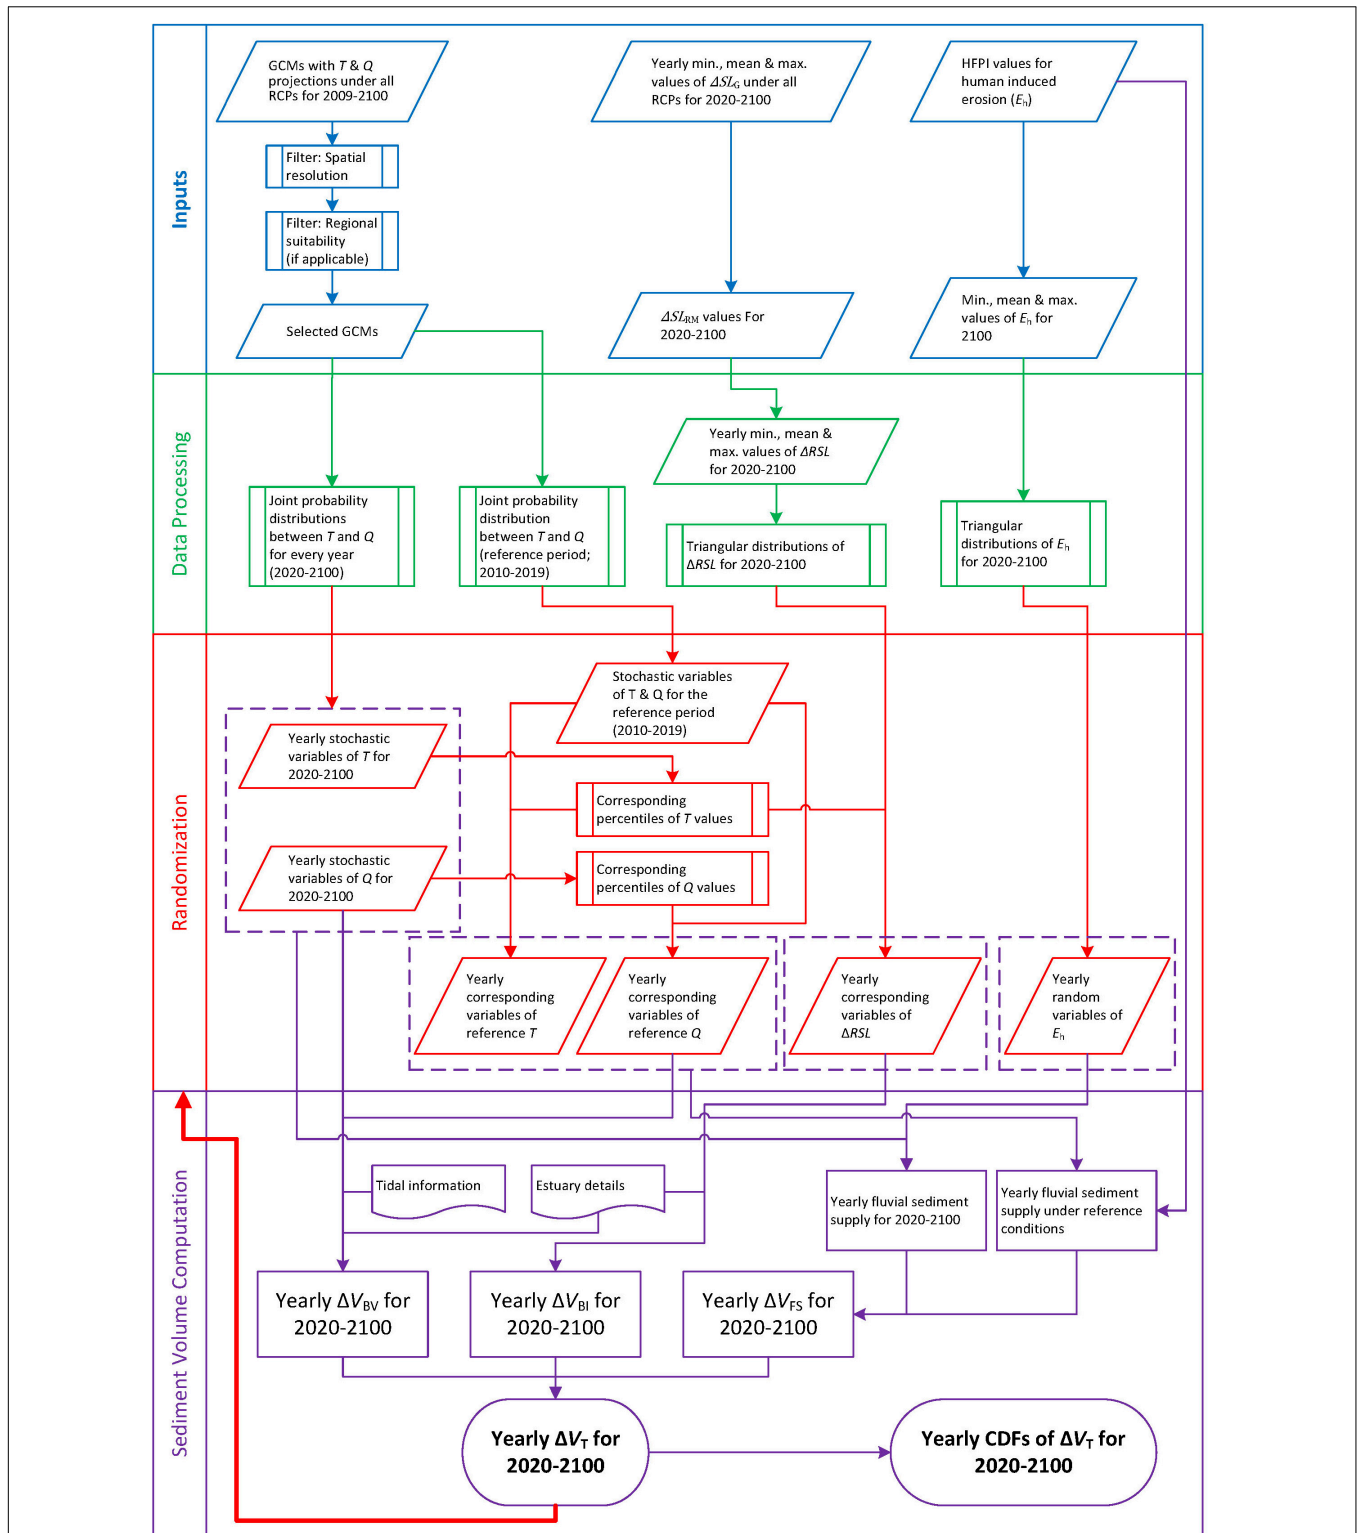 Inputs
GCMs with T & Q
projections under all
RCPs for 2009-2100
Yearly min., mean & max.
values of ΔSLG under all
RCPs for 2020-2100
HFPI values for
human induced
erosion (Eh)
Filter: Spatial
resolution
Filter: Regional
suitability
(if applicable)
Selected GCMs
ΔSLRM values For
2020-2100
Min., mean & max.
values of Eh for
2100
Data Processing
Yearly min., mean &
max. values of ΔRSL
for 2020-2100
Joint probability
distributions
between T and Q
for every year
(2020-2100)
Joint probability
distribution
between T and Q
(reference period;
2010-2019)
Triangular distributions of
ΔRSL for 2020-2100
Triangular
distributions of Eh
for 2020-2100
Randomization
Stochastic variables
of T & Q for the
reference period
(2010-2019)
Yearly stochastic
variables of T for
2020-2100
Corresponding
percentiles of T values
Yearly stochastic
variables of Q for
2020-2100
Corresponding
percentiles of Q values
Yearly
corresponding
variables of
reference T
Yearly
corresponding
variables of
reference Q
Yearly
corresponding
variables of
ΔRSL
Yearly
random
variables of
Eh
Sediment Volume Computation
Tidal information
Estuary details
Yearly fluvial sediment
supply for 2020-2100
Yearly fluvial sediment
supply under reference
conditions
Yearly ΔVBV for
2020-2100
Yearly ΔVBI for
2020-2100
Yearly ΔVFS for
2020-2100
Yearly ΔVT for
2020-2100
Yearly CDFs of ΔVT for
2020-2100